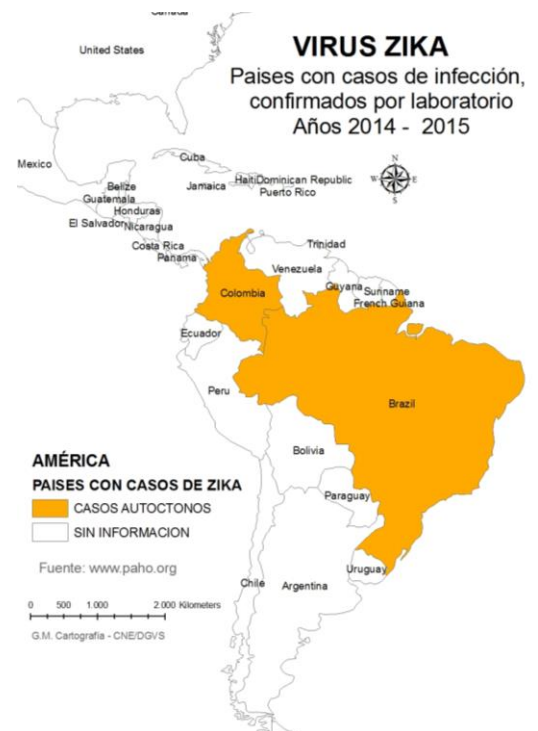 Canada
United States
VIRUS ZIKA
Paises con casos de infección,
confirmados por laboratorio
Años 2014 - 2015
Mexico
Cuba
N
W
E
S
Haiti
Dominican Republic
Belize
Jamaica
Puerto Rico
Guatemala
Honduras
El Salvador
Nicaragua
Costa Rica
Panama
Trinidad
Venezuela
Guyana
Suriname
Colombia
French Guiana
Ecuador
Peru
Brazil
Bolivia
AMÉRICA
PAISES CON CASOS DE ZIKA
CASOS AUTOCTONOS
SIN INFORMACION
Paraguay
Fuente: www.paho.org
Uruguay
Chile
Argentina
0 500 1.000 2.000 Kilometers
G.M. Cartografía - CNE/DGVS